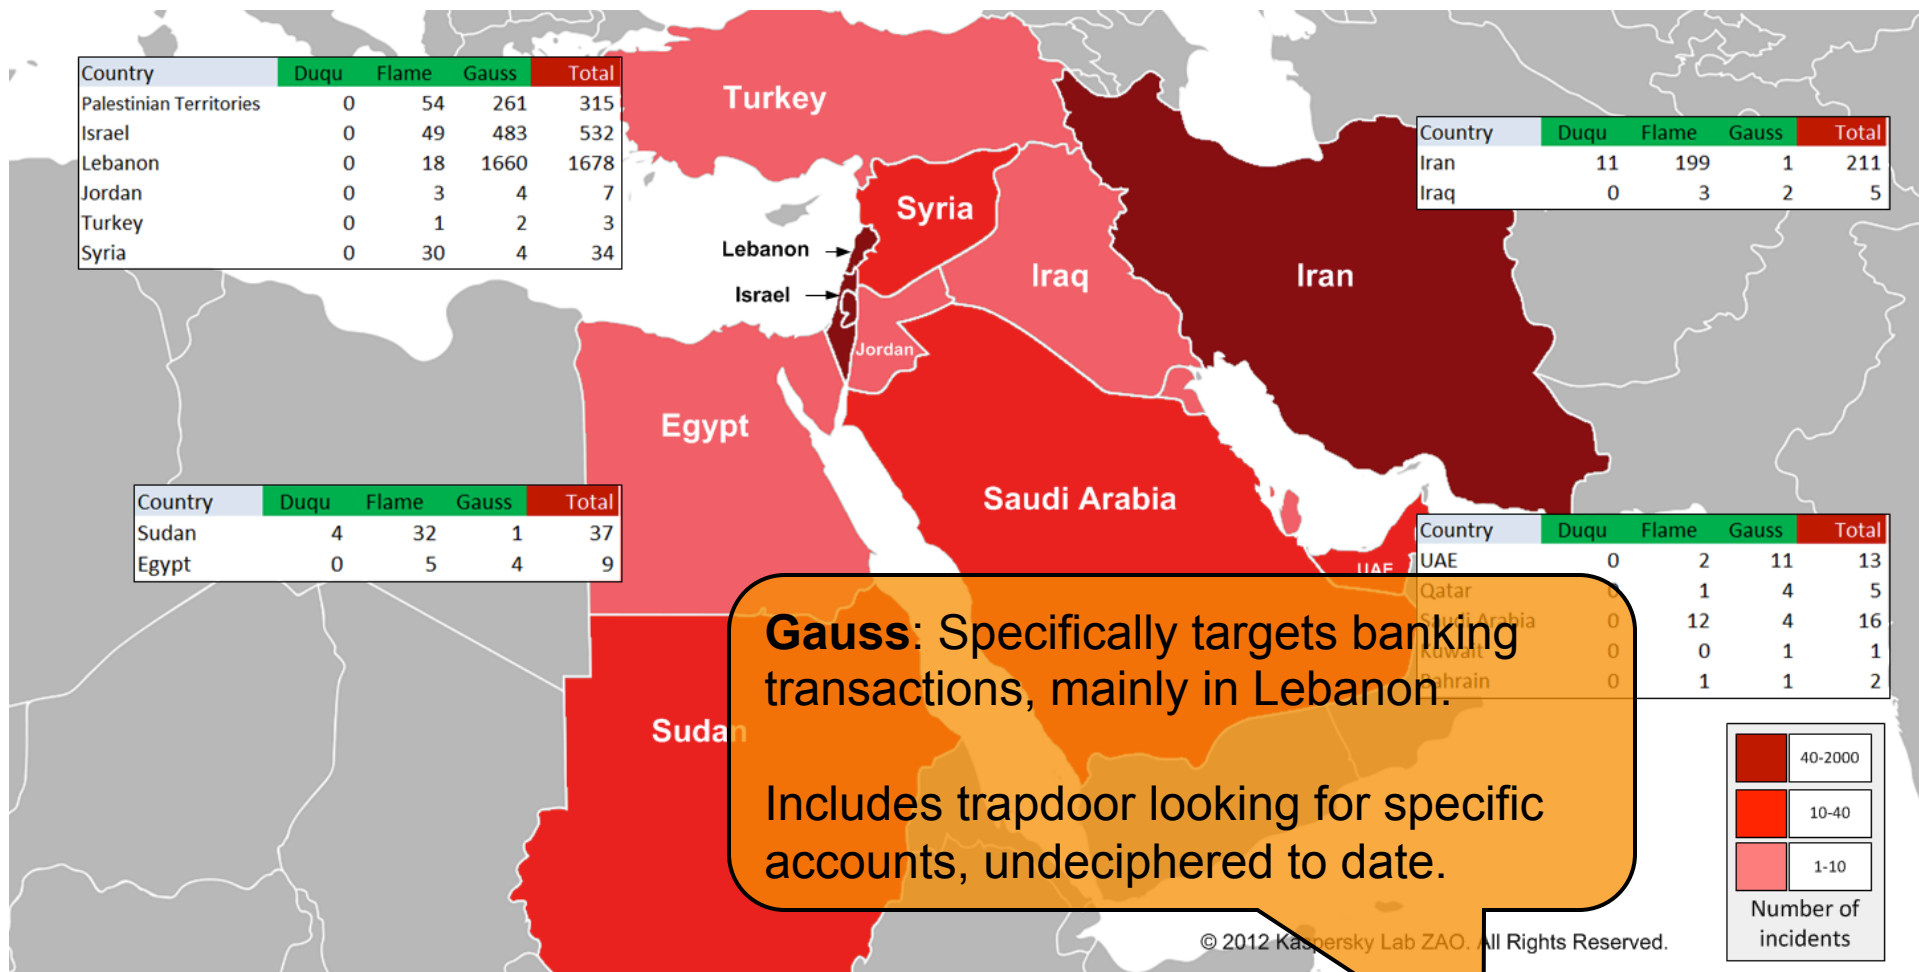 Country Duqu Flame Gauss Total
Palestinian Territories 0 54 261 315
Israel 0 49 483 532
Lebanon 0 18 1660 1678
Jordan 0 3 4 7
Turkey 0 1 2 3
Syria 0 30 4 34
Turkey
Country Duqu Flame Gauss Total
Iran 11 199 1 211
Iraq 0 3 2 5
Syria
Lebanon
Israel
Iraq
Iran
Jordan
Egypt
Saudi Arabia
Country Duqu Flame Gauss Total
Sudan 4 32 1 37
Egypt 0 5 4 9
UAE
Country Duqu Flame Gauss Total
UAE 0 2 11 13
Qatar 0 1 4 5
Saudi Arabia 0 12 4 16
Kuwait 0 0 1 1
Bahrain 0 1 1 2
Sudan
Gauss: Specifically targets banking
transactions, mainly in Lebanon.
Includes trapdoor looking for specific
accounts, undeciphered to date.
40-2000
10-40
1-10
Number of
incidents
© 2012 Kaspersky Lab ZAO. All Rights Reserved.